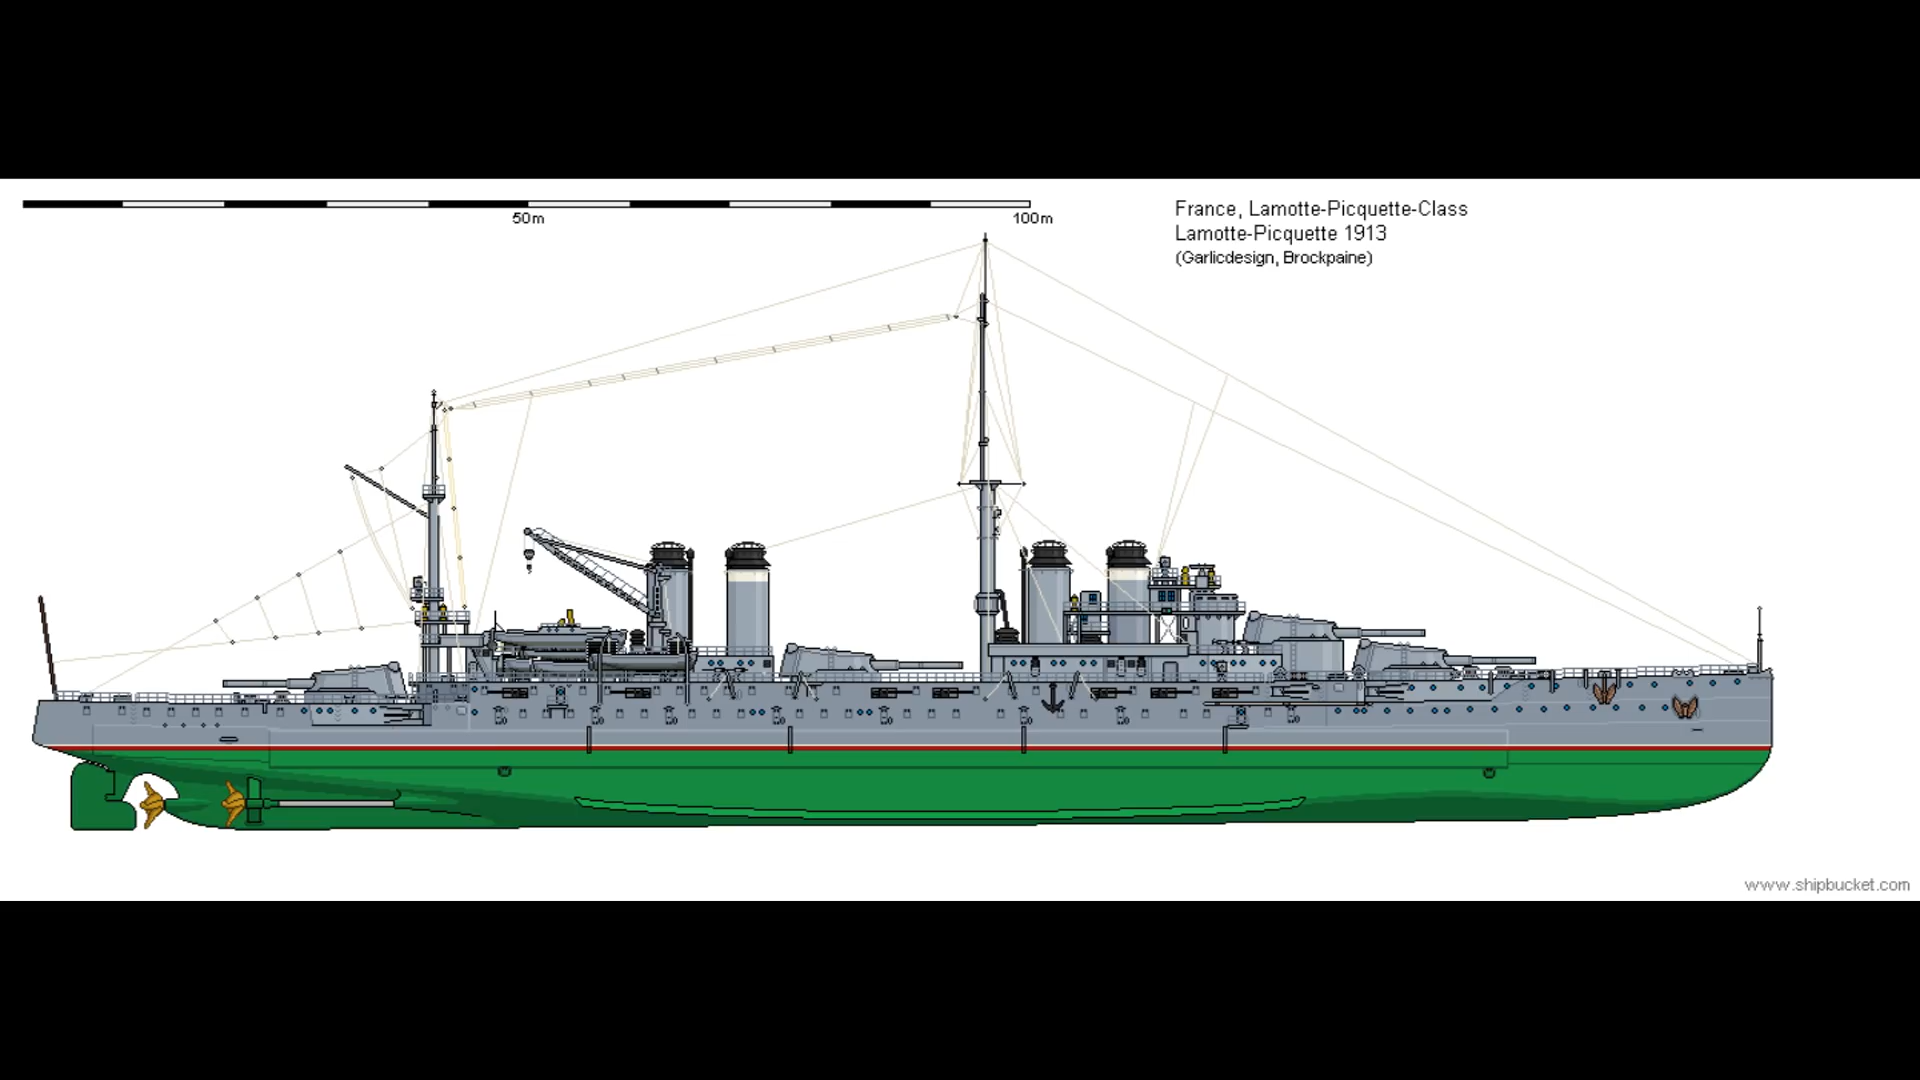 50m
100m
France, Lamotte-Picquette-Class
Lamotte-Picquette 1913
(Garlicdesign, Brockpaine)
www.shipbucket.com